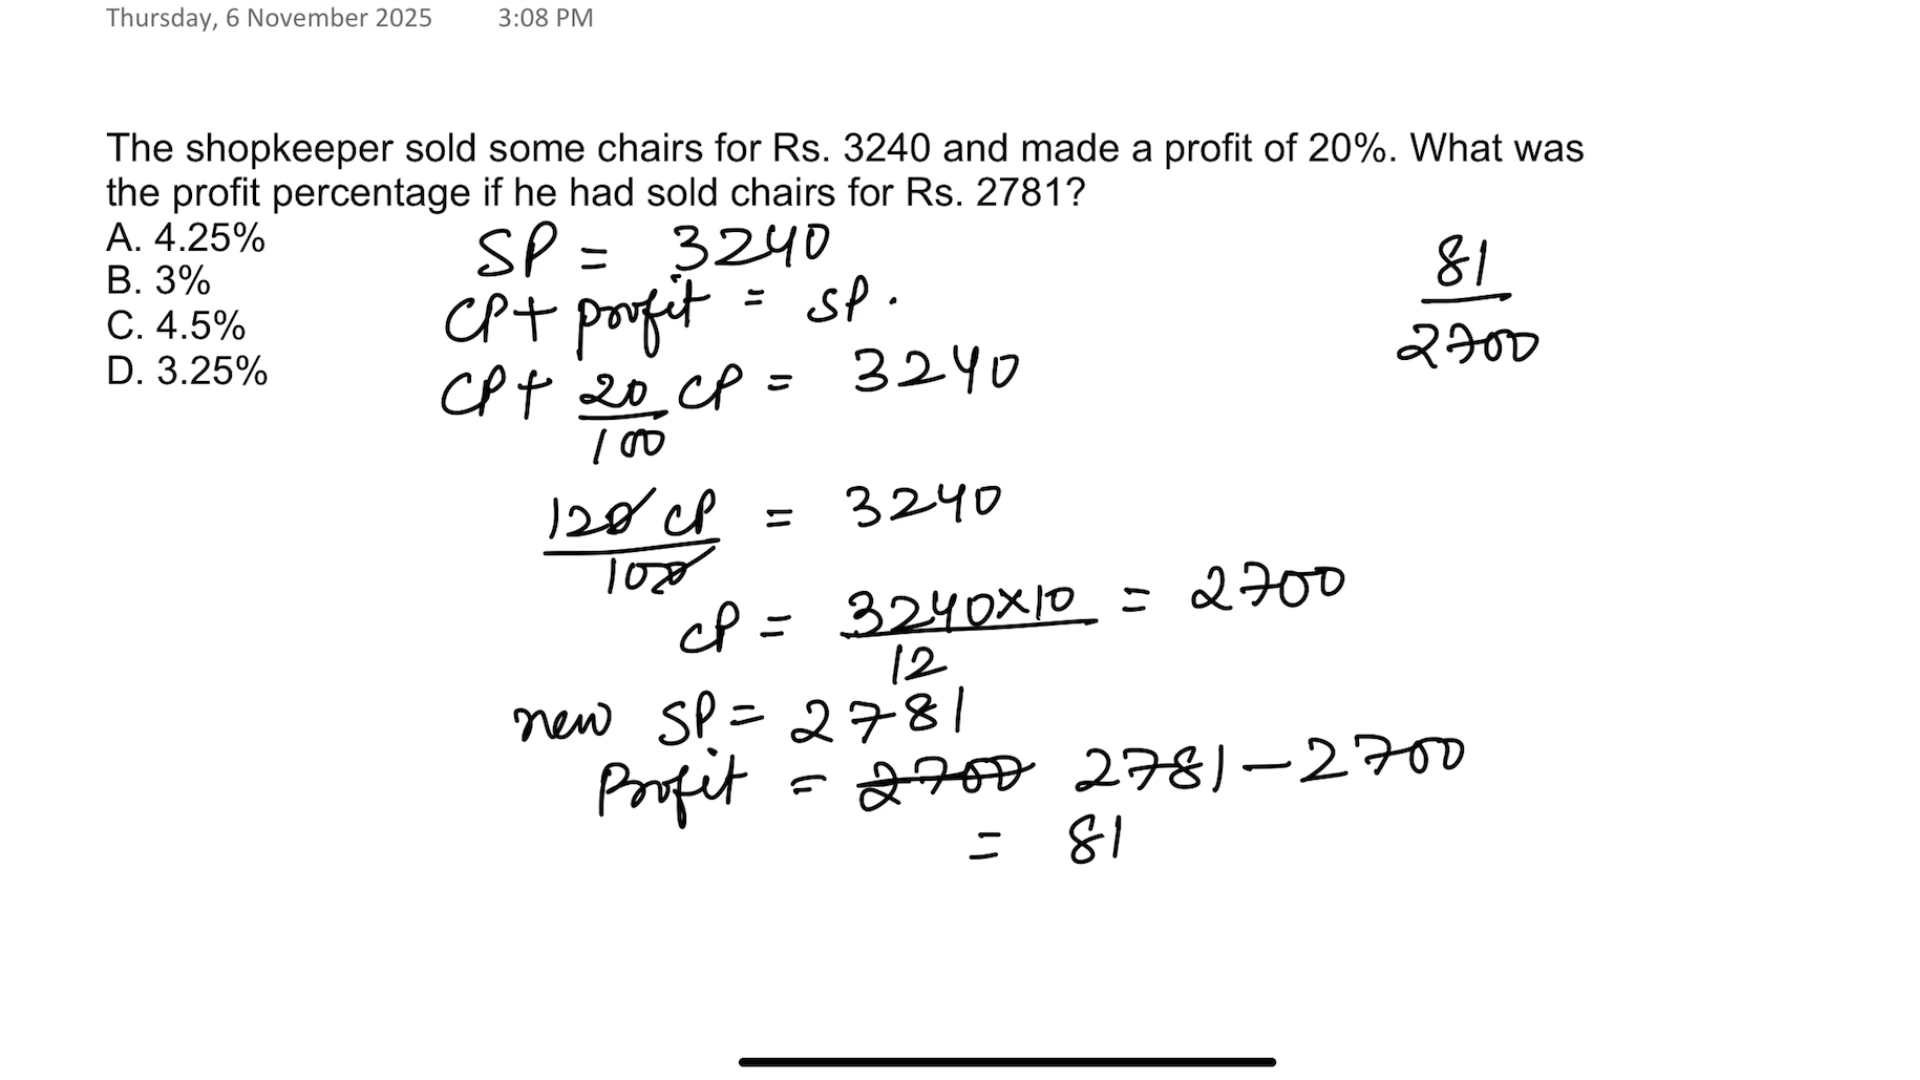 Thursday, 6 November 2025 3:08 PM
The shopkeeper sold some chairs for Rs. 3240 and made a profit of 20%. What was
the profit percentage if he had sold chairs for Rs. 2781?
A. 4.25%
B. 3%
C. 4.5%
D. 3.25%
SP = 3240
CP + profit = SP.
CP + 20/100 CP = 3240
120 CP/100 = 3240
CP = 3240×10/12 = 2700
new SP = 2781
Profit = 2700 2781 - 2700
= 81
81/2700